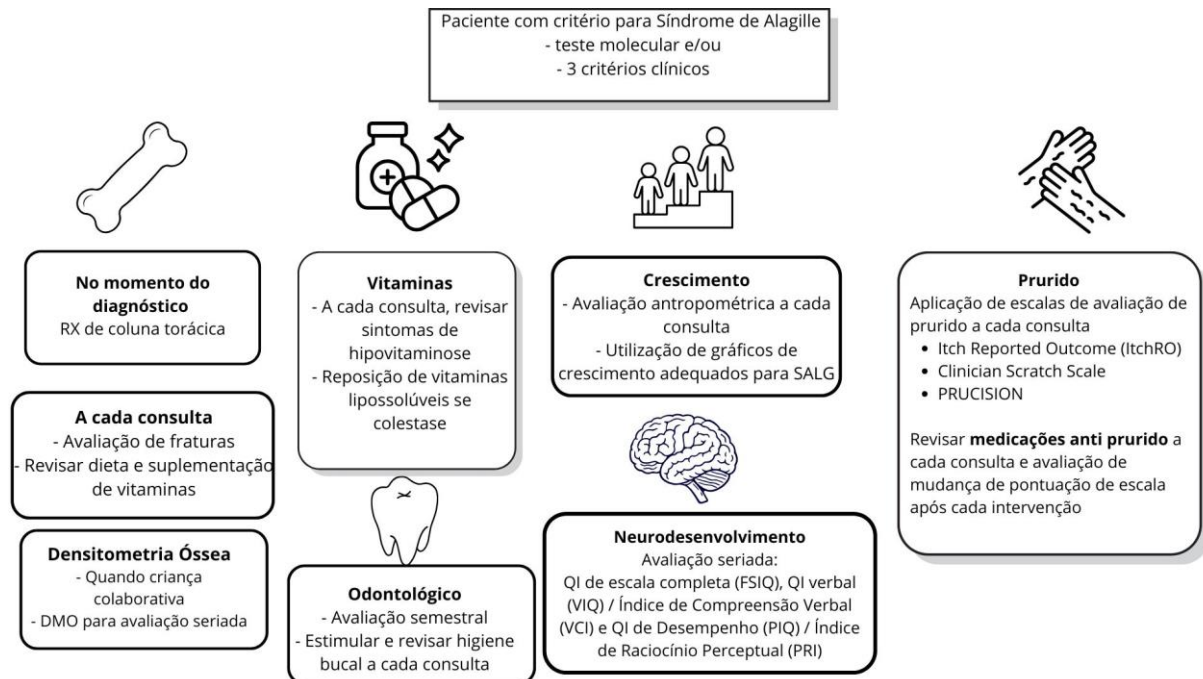 Paciente com critério para Síndrome de Alagille
- teste molecular e/ou
- 3 critérios clínicos
No momento do
diagnóstico
RX de coluna torácica
A cada consulta
- Avaliação de fraturas
- Revisar dieta e suplementação
de vitaminas
Densitometria Óssea
- Quando criança
colaborativa
- DMO para avaliação seriada
Vitaminas
- A cada consulta, revisar
sintomas de
hipovitaminose
- Reposição de vitaminas
lipossolúveis se
colestase
Odontológico
- Avaliação semestral
- Estimular e revisar higiene
bucal a cada consulta
Crescimento
- Avaliação antropométrica a cada
consulta
- Utilização de gráficos de
crescimento adequados para SALG
Neurodesenvolvimento
Avaliação seriada:
QI de escala completa (FSIQ), QI verbal
(VIQ) / Índice de Compreensão Verbal
(VCI) e QI de Desempenho (PIQ) / Índice
de Raciocínio Perceptual (PRI)
Prurido
Aplicação de escalas de avaliação de
prurido a cada consulta
• Itch Reported Outcome (ItchRO)
• Clinician Scratch Scale
• PRUCISION
Revisar medicações anti prurido a
cada consulta e avaliação de
mudança de pontuação de escala
após cada intervenção